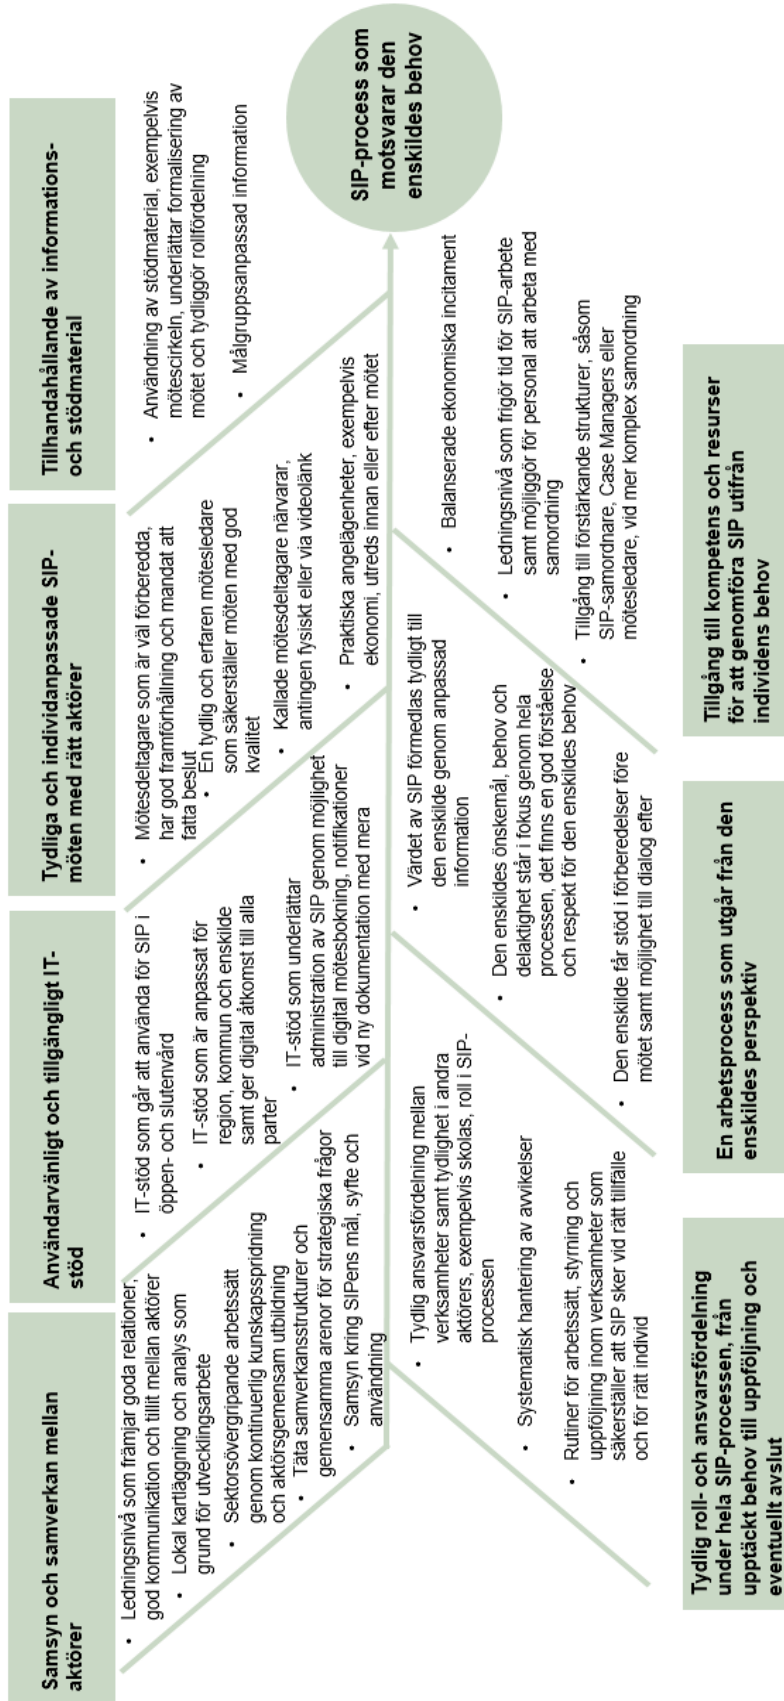 Samsyn och samverkan mellan
aktörer
• Ledningsnivå som främjar goda relationer,
god kommunikation och tillit mellan aktörer
• Lokal kartläggning och analys som
grund för utvecklingsarbete
• Sektorsövergripande arbetssätt
genom kontinuerlig kunskapsspridning
och aktörsgemensam utbildning
• Täta samverkansstrukturer och
gemensamma arenor för strategiska frågor
• Samsyn kring SIPens mål, syfte och
användning
Användarvänligt och tillgängligt IT-
stöd
• IT-stöd som går att använda för SIP i
öppen- och slutenvård
• IT-stöd som är anpassat för
region, kommun och enskilde
samt ger digital åtkomst till alla
parter
• IT-stöd som underlättar
administration av SIP genom möjlighet
till digital mötesbokning, notifikationer
vid ny dokumentation med mera
Tydliga och individanpassade SIP-
möten med rätt aktörer
• Mötesdeltagare som är väl förberedda,
har god framförhållning och mandat att
fatta beslut
• En tydlig och erfaren mötesledare
som säkerställer möten med god
kvalitet
• Kallade mötesdeltagare närvarar,
antingen fysiskt eller via videolänk
• Praktiska angelägenheter, exempelvis
ekonomi, utreds innan eller efter mötet
Tillhandahållande av informations-
och stödmaterial
• Användning av stödmaterial, exempelvis
mötescirkeln, underlättar formalisering av
mötet och tydliggör rollfördelning
• Målgruppsanpassad information
SIP-process som
motsvarar den
enskildes behov
• Tydlig ansvarsfördelning mellan
verksamheter samt tydlighet i andra
aktörers, exempelvis skolas, roll i SIP-
processen
• Systematisk hantering av avvikelser
• Rutiner för arbetssätt, styrning och
uppföljning inom verksamheter som
säkerställer att SIP sker vid rätt tillfälle
och för rätt individ
Tydlig roll- och ansvarsfördelning
under hela SIP-processen, från
upptäckt behov till uppföljning och
eventuellt avslut
• Värdet av SIP förmedlas tydligt till
den enskilde genom anpassad
information
• Den enskildes önskemål, behov och
delaktighet står i fokus genom hela
processen, det finns en god förståelse
och respekt för den enskildes behov
• Den enskilde får stöd i förberedelser före
mötet samt möjlighet till dialog efter
En arbetsprocess som utgår från den
enskildes perspektiv
• Balanserade ekonomiska incitament
• Ledningsnivå som frigör tid för SIP-arbete
samt möjliggör för personal att arbeta med
samordning
• Tillgång till förstärkande strukturer, såsom
SIP-samordnare, Case Managers eller
mötesledare, vid mer komplex samordning
Tillgång till kompetens och resurser
för att genomföra SIP utifrån
individens behov